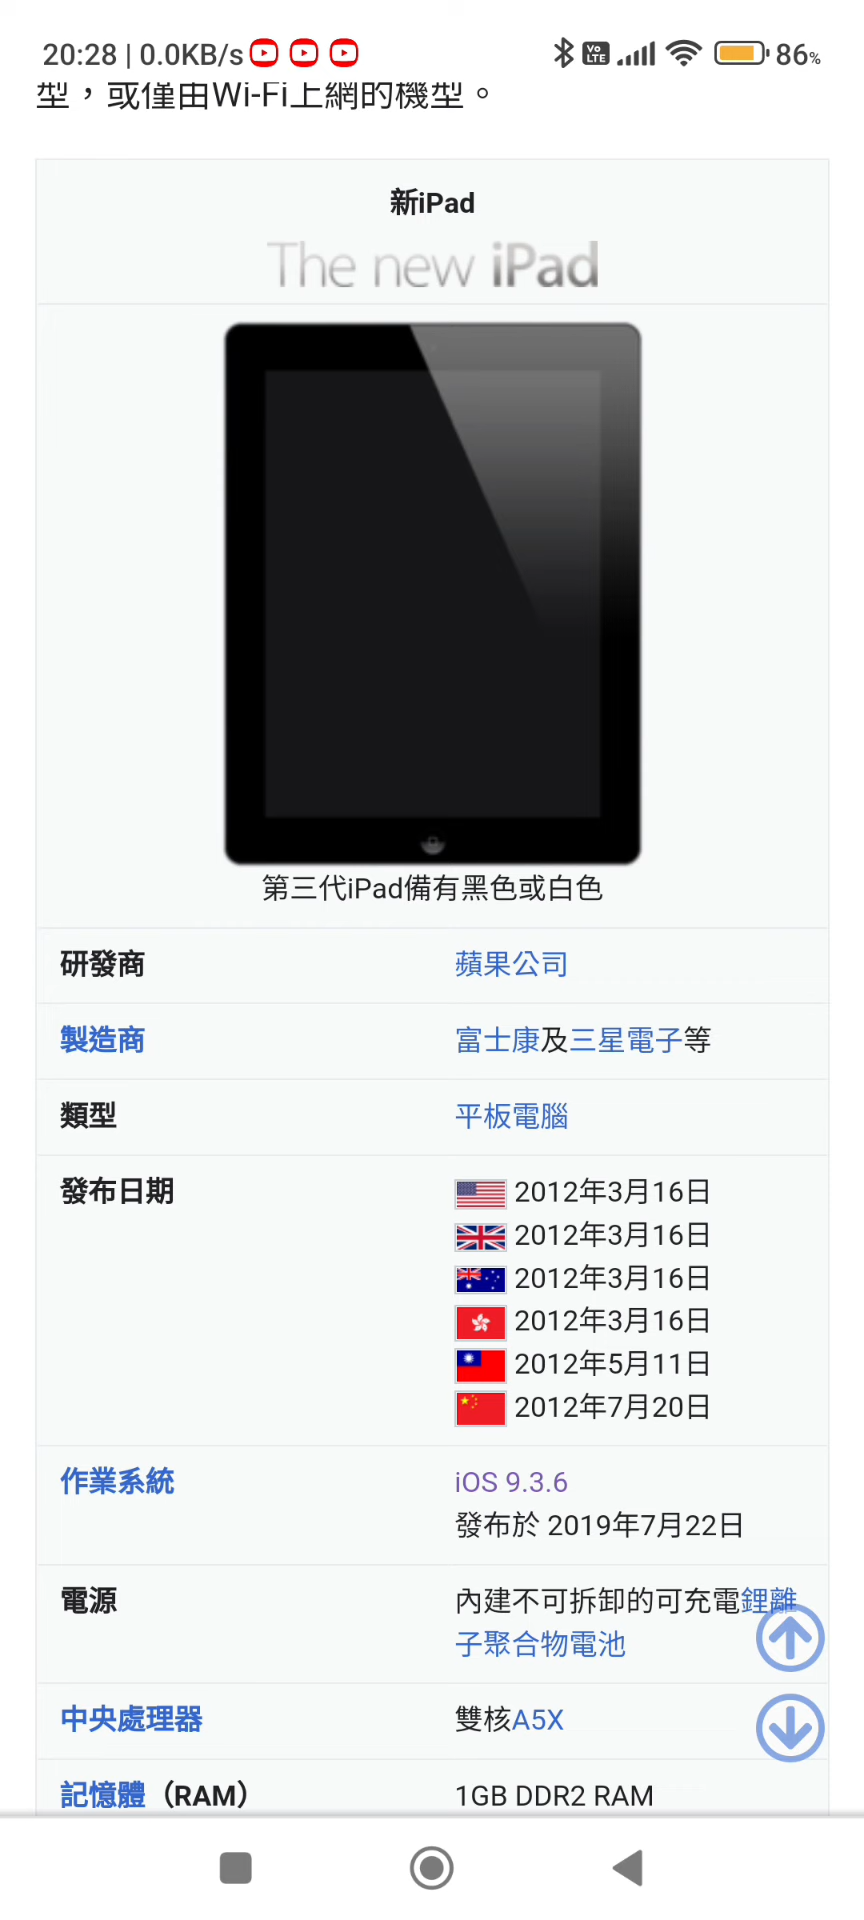 20:28 | 0.0KB/s
Vo LTE
86%
型，或僅由Wi-Fi上網的機型。
新iPad
The new iPad
第三代iPad備有黑色或白色
研發商 蘋果公司
製造商 富士康及三星電子等
類型 平板電腦
發布日期 2012年3月16日
2012年3月16日
2012年3月16日
2012年3月16日
2012年5月11日
2012年7月20日
作業系統 iOS 9.3.6
發布於 2019年7月22日
電源 內建不可拆卸的可充電鋰離
子聚合物電池
中央處理器 雙核A5X
記憶體（RAM） 1GB DDR2 RAM